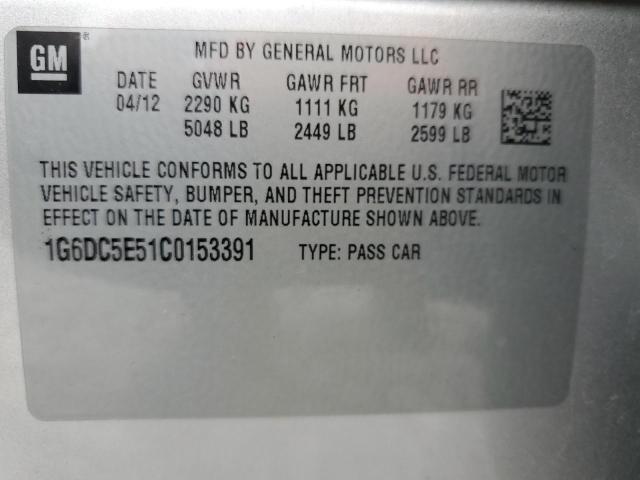 GM ®
MFD BY GENERAL MOTORS LLC
DATE GVWR GAWR FRT GAWR RR
04/12 2290 KG 1111 KG 1179 KG
5048 LB 2449 LB 2599 LB
THIS VEHICLE CONFORMS TO ALL APPLICABLE U.S. FEDERAL MOTOR
VEHICLE SAFETY, BUMPER, AND THEFT PREVENTION STANDARDS IN
EFFECT ON THE DATE OF MANUFACTURE SHOWN ABOVE.
1G6DC5E51C0153391 TYPE: PASS CAR